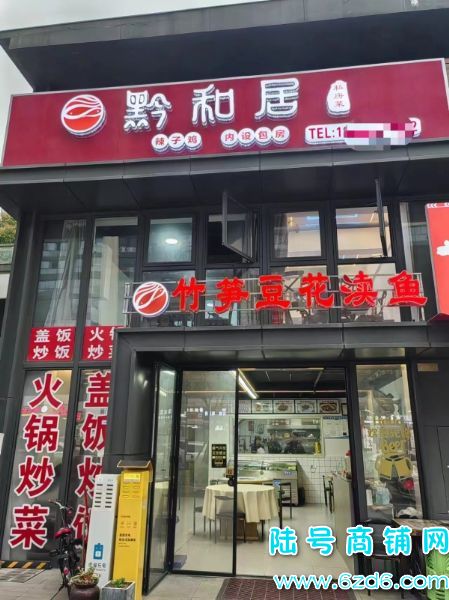 黔和居
私房菜
辣子鸡
内设包房
TEL:1
竹笋豆花渎鱼
盖饭
炒饭
火锅
炒菜
火锅炒菜
盖饭炒饭
陆号商铺网
www.6zd6.com